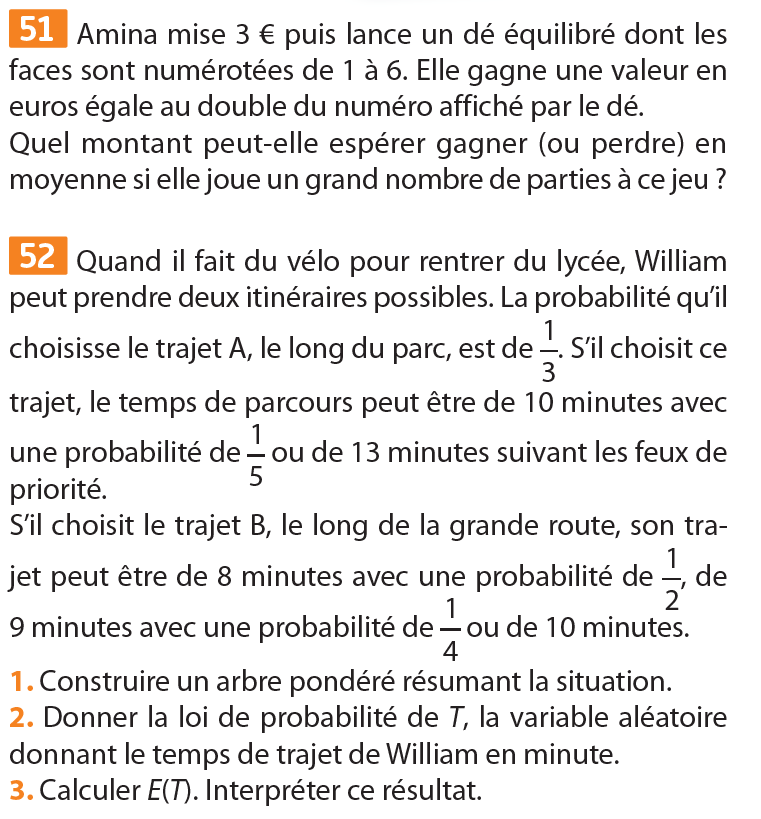 51 Amina mise 3 € puis lance un dé équilibré dont les
faces sont numérotées de 1 à 6. Elle gagne une valeur en
euros égale au double du numéro affiché par le dé.
Quel montant peut-elle espérer gagner (ou perdre) en
moyenne si elle joue un grand nombre de parties à ce jeu ?
52 Quand il fait du vélo pour rentrer du lycée, William
peut prendre deux itinéraires possibles. La probabilité qu’il
choisisse le trajet A, le long du parc, est de 1/3. S’il choisit ce
trajet, le temps de parcours peut être de 10 minutes avec
une probabilité de 1/5 ou de 13 minutes suivant les feux de
priorité.
S’il choisit le trajet B, le long de la grande route, son tra-
jet peut être de 8 minutes avec une probabilité de 1/2, de
9 minutes avec une probabilité de 1/4 ou de 10 minutes.
1. Construire un arbre pondéré résumant la situation.
2. Donner la loi de probabilité de T, la variable aléatoire
donnant le temps de trajet de William en minute.
3. Calculer E(T). Interpréter ce résultat.